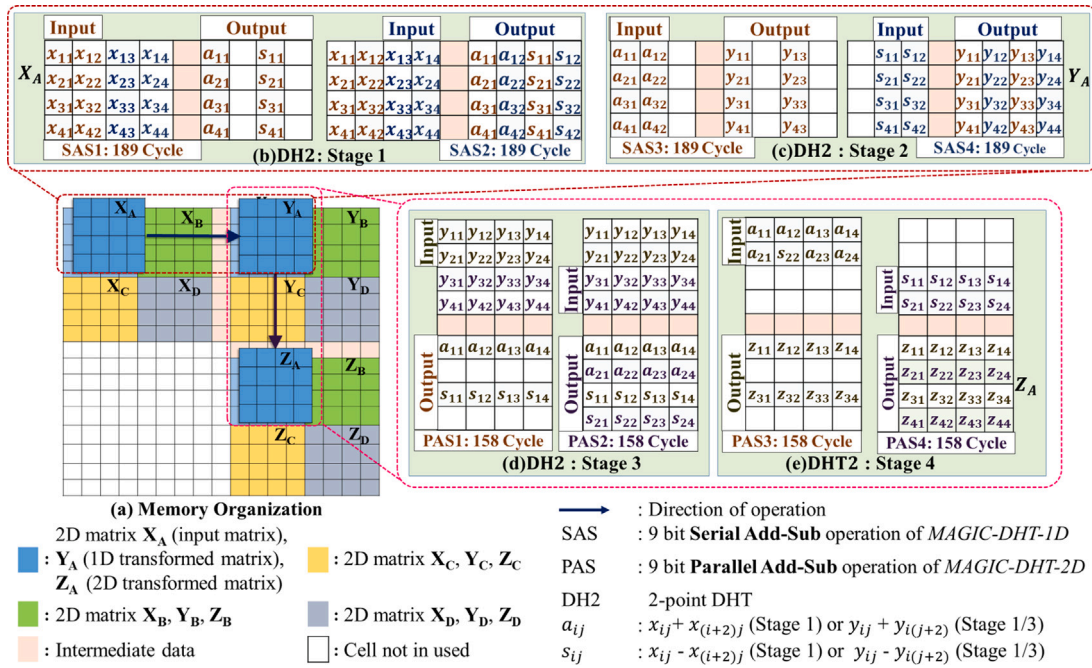 Input Output
x11 x12 x13 x14 a11 s11
X_A
x21 x22 x23 x24 a21 s21
x31 x32 x33 x34 a31 s31
x41 x42 x43 x44 a41 s41
SAS1: 189 Cycle
Input Output
x11 x12 x13 x14 a11 a12 s11 s12
x21 x22 x23 x24 a21 a22 s21 s22
x31 x32 x33 x34 a31 a32 s31 s32
x41 x42 x43 x44 a41 a42 s41 s42
SAS2: 189 Cycle
(b)DH2: Stage 1
Input Output
a11 a12 y11 y13
a21 a22 y21 y23
a31 a32 y31 y33
a41 a42 y41 y43
SAS3: 189 Cycle
Input Output
s11 s12 y11 y12 y13 y14
s21 s22 y21 y22 y23 y24
Y_A
s31 s32 y31 y32 y33 y34
s41 s42 y41 y42 y43 y44
SAS4: 189 Cycle
(c)DH2 : Stage 2
X_A X_B Y_A Y_B
X_C X_D Y_C Y_D
Z_A Z_B
Z_C Z_D
(a) Memory Organization
Input
y11 y12 y13 y14
y21 y22 y23 y24
y31 y32 y33 y34
y41 y42 y43 y44
Output
a11 a12 a13 a14
s11 s12 s13 s14
PAS1: 158 Cycle
Input
y11 y12 y13 y14
y21 y22 y23 y24
y31 y32 y33 y34
y41 y42 y43 y44
Output
a11 a12 a13 a14
a21 a22 a23 a24
s11 s12 s13 s14
s21 s22 s23 s24
PAS2: 158 Cycle
(d)DH2 : Stage 3
Input
a11 a12 a13 a14
a21 s22 a23 a24
Output
z11 z12 z13 z14
z31 z32 z33 z34
PAS3: 158 Cycle
Input
s11 s12 s13 s14
s21 s22 s23 s24
Output
z11 z12 z13 z14
z21 z22 z23 z24
Z_A
z31 z32 z33 z34
z41 z42 z43 z44
PAS4: 158 Cycle
(e)DHT2 : Stage 4
2D matrix X_A (input matrix),
: Y_A (1D transformed matrix),
Z_A (2D transformed matrix)
: 2D matrix X_C, Y_C, Z_C
: 2D matrix X_B, Y_B, Z_B
: 2D matrix X_D, Y_D, Z_D
: Intermediate data
: Cell not in used
: Direction of operation
SAS : 9 bit Serial Add-Sub operation of MAGIC-DHT-1D
PAS : 9 bit Parallel Add-Sub operation of MAGIC-DHT-2D
DH2 2-point DHT
a_ij : x_ij + x_(i+2)j (Stage 1) or y_ij + y_i(j+2) (Stage 1/3)
s_ij : x_ij - x_(i+2)j (Stage 1) or y_ij - y_i(j+2) (Stage 1/3)